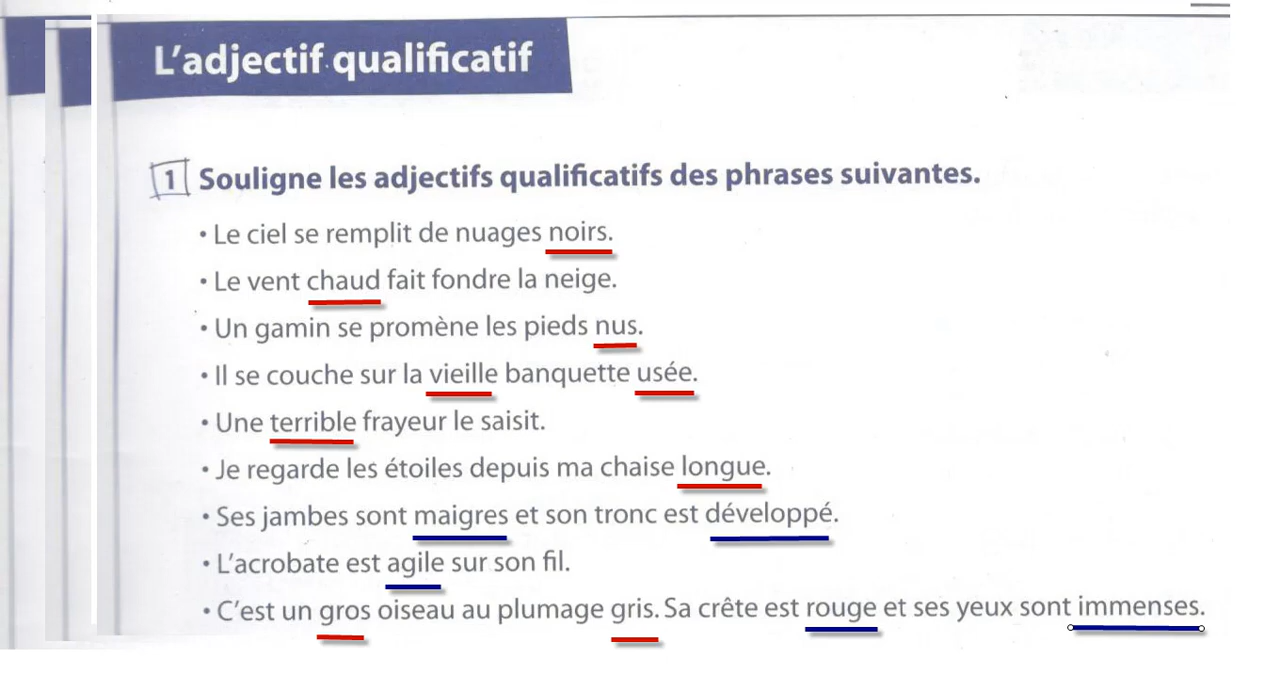 L'adjectif qualificatif
1 Souligne les adjectifs qualificatifs des phrases suivantes.
• Le ciel se remplit de nuages noirs.
• Le vent chaud fait fondre la neige.
• Un gamin se promène les pieds nus.
• Il se couche sur la vieille banquette usée.
• Une terrible frayeur le saisit.
• Je regarde les étoiles depuis ma chaise longue.
• Ses jambes sont maigres et son tronc est développé.
• L'acrobate est agile sur son fil.
• C'est un gros oiseau au plumage gris. Sa crête est rouge et ses yeux sont immenses.